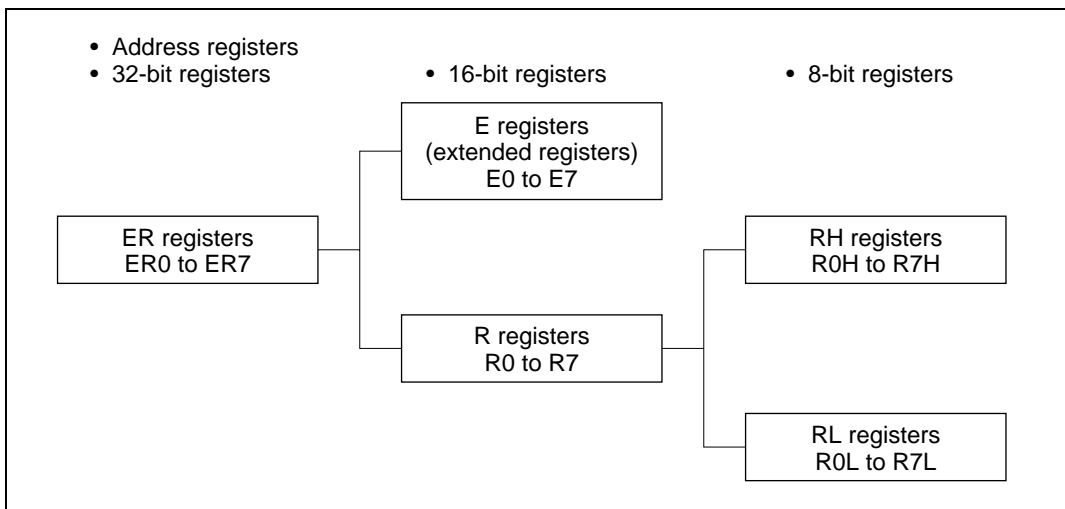 • Address registers
• 32-bit registers
• 16-bit registers
• 8-bit registers
E registers
(extended registers)
E0 to E7
ER registers
ER0 to ER7
RH registers
R0H to R7H
R registers
R0 to R7
RL registers
R0L to R7L